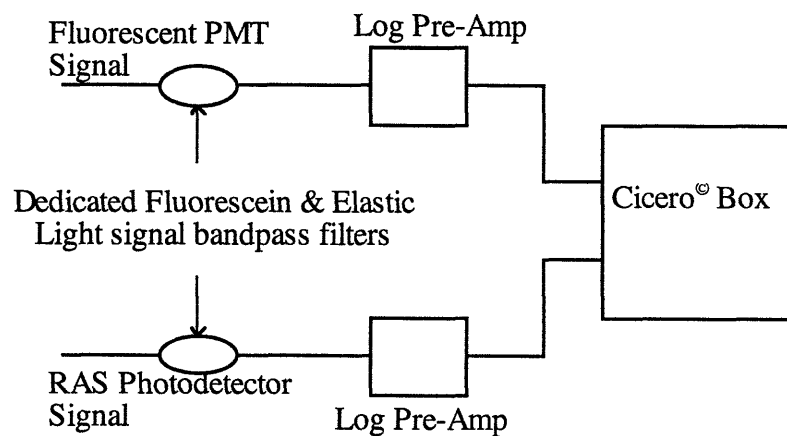 Fluorescent PMT
Signal
Log Pre-Amp
Dedicated Fluorescein & Elastic
Light signal bandpass filters
Cicero© Box
RAS Photodetector
Signal
Log Pre-Amp